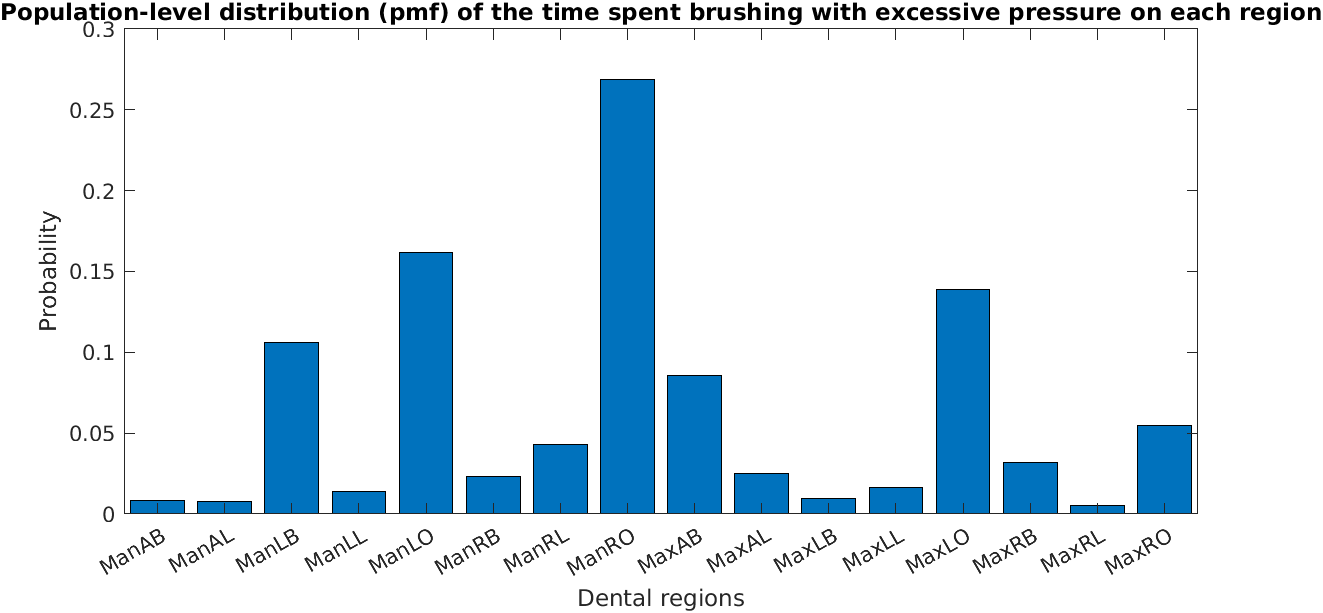 Population-level distribution (pmf) of the time spent brushing with excessive pressure on each region
0.3
0.25
0.2
0.15
0.1
0.05
0
Probability
ManAB
ManAL
ManLB
ManLL
ManLO
ManRB
ManRL
ManRO
MaxAB
MaxAL
MaxLB
MaxLL
MaxLO
MaxRB
MaxRL
MaxRO
Dental regions